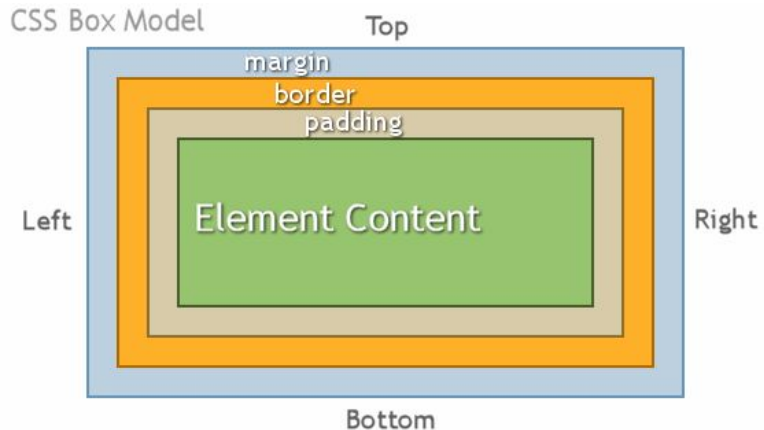 CSS Box Model
Top
margin
border
padding
Left
Element Content
Right
Bottom